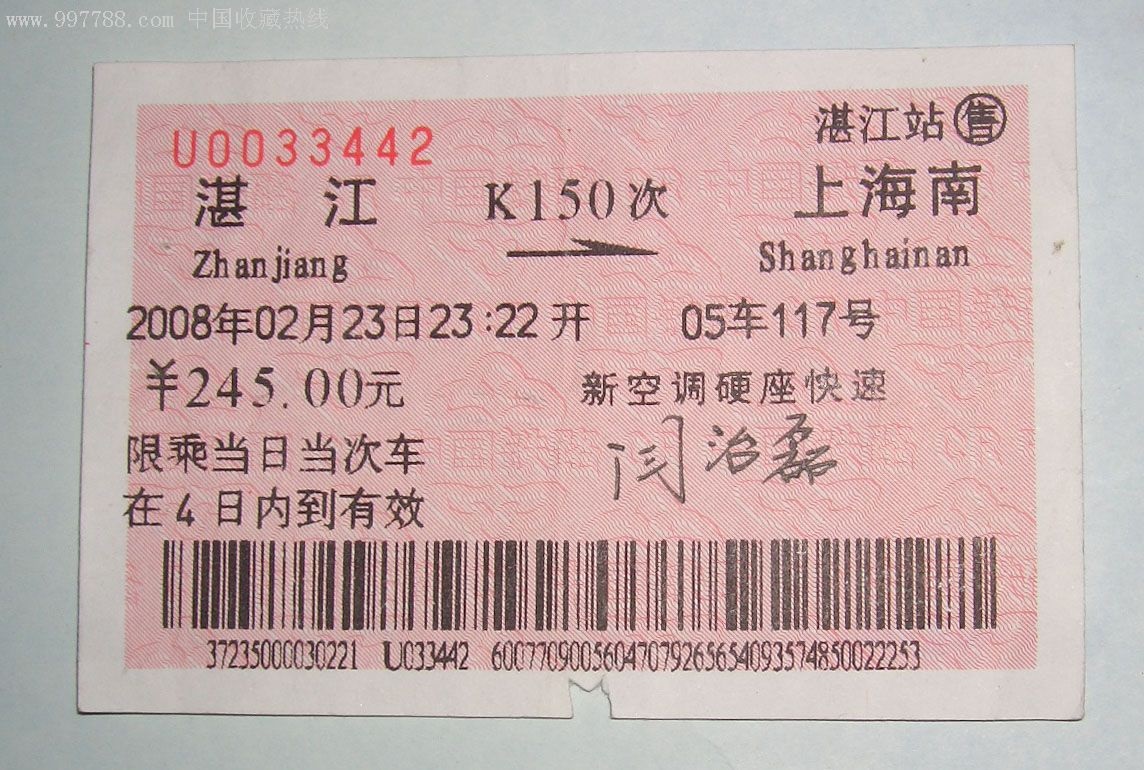 www.997788.com 中国收藏热线
U0033442
湛江站 售
湛 江 K150次 上海南
Zhanjiang Shanghainan
2008年02月23日23:22开 05车117号
¥245.00元 新空调硬座快速
限乘当日当次车
闫治磊
在4日内到有效
37235000030221 U033442 60077090056047079265654093574850022253